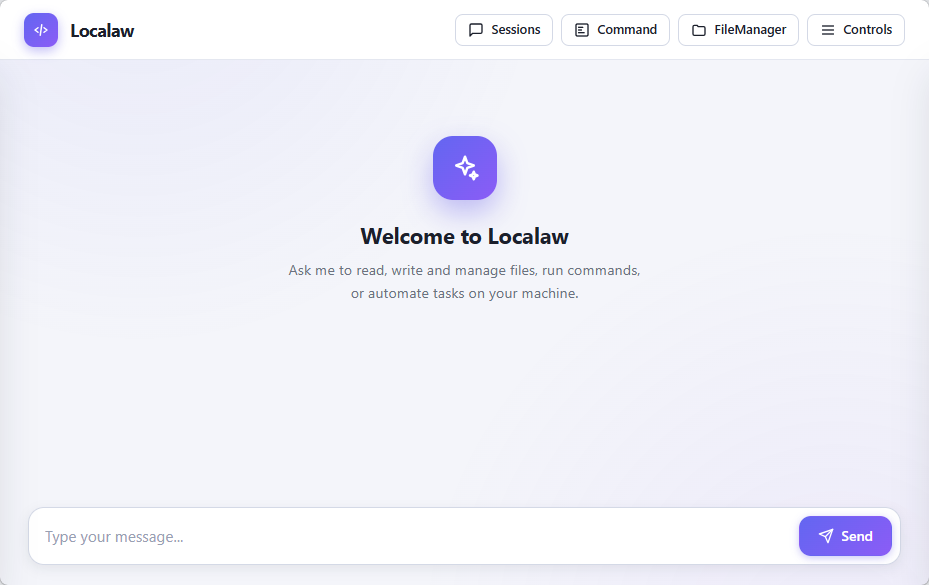 Localaw
Sessions
Command
FileManager
Controls
Welcome to Localaw
Ask me to read, write and manage files, run commands,
or automate tasks on your machine.
Type your message...
Send